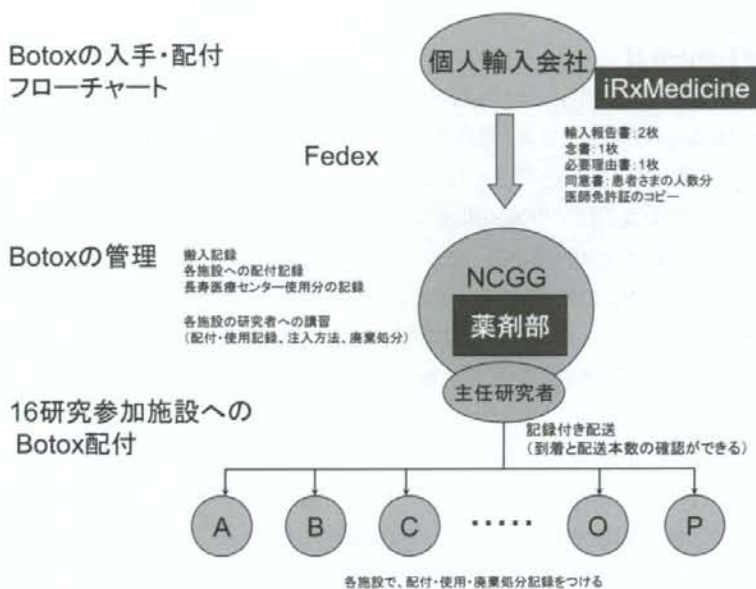 Botoxの入手・配付
フローチャート
個人輸入会社
iRxMedicine
Fedex
輸入報告書：2枚
念書：1枚
必要理由書：1枚
同意書：患者さまの人数分
医師免許証のコピー
Botoxの管理
搬入記録
各施設への配付記録
長寿医療センター使用分の記録
各施設の研究者への講習
（配付・使用記録、注入方法、廃棄処分）
NCGG
薬剤部
主任研究者
16研究参加施設への
Botox配付
記録付き配送
（到着と配送本数の確認ができる）
A B C ・・・・・ O P
各施設で、配付・使用・廃棄処分記録をつける